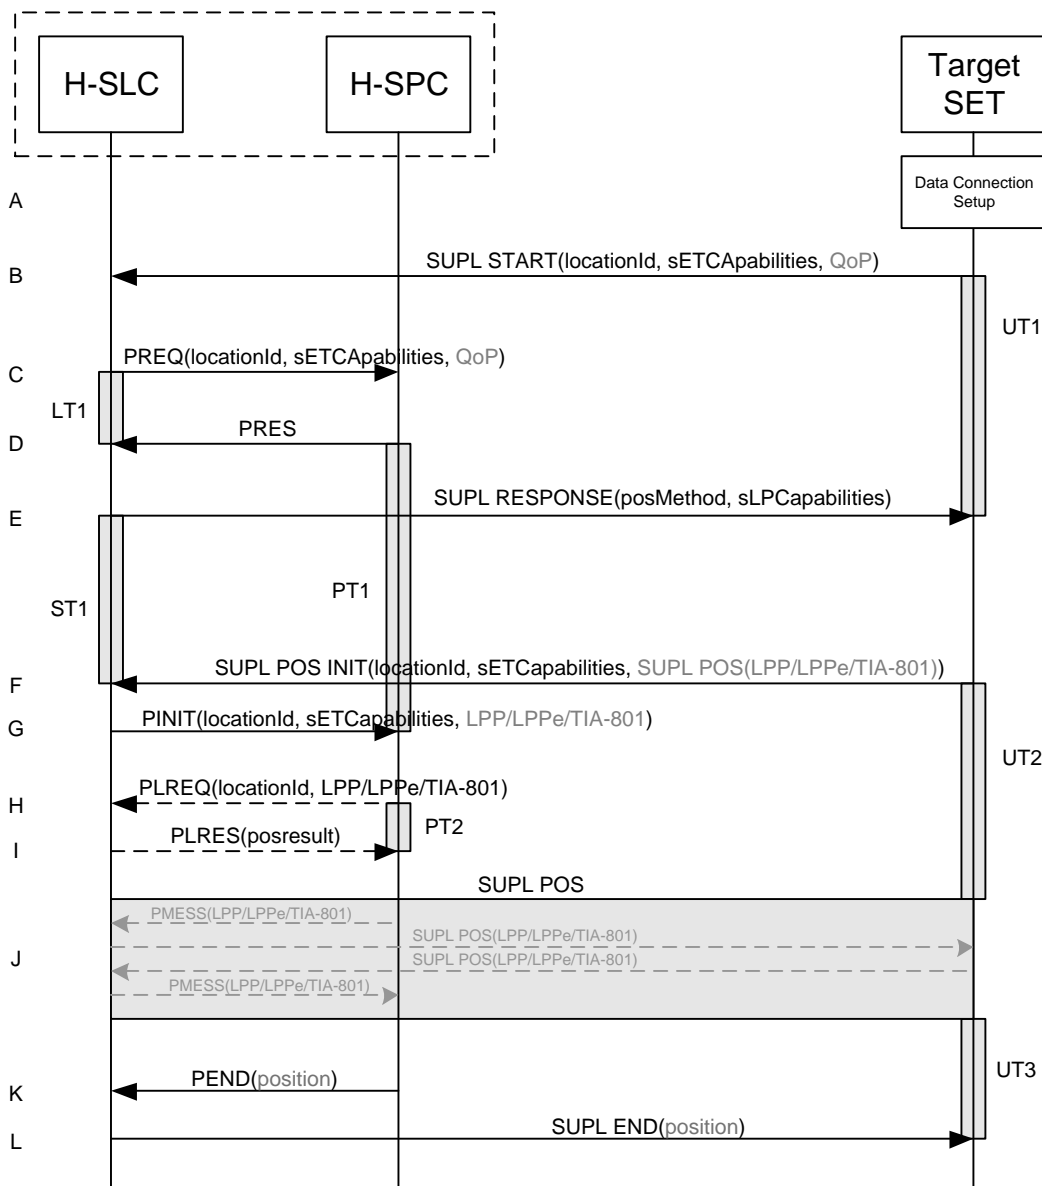 H-SLC
H-SPC
Target
SET
Data Connection
Setup
A
SUPL START(locationId, sETCApabilities, QoP)
B
UT1
PREQ(locationId, sETCApabilities, QoP)
C
LT1
PRES
D
SUPL RESPONSE(posMethod, sLPCapabilities)
E
PT1
ST1
SUPL POS INIT(locationId, sETCapabilities, SUPL POS(LPP/LPPe/TIA-801))
F
PINIT(locationId, sETCapabilities, LPP/LPPe/TIA-801)
G
UT2
PLREQ(locationId, LPP/LPPe/TIA-801)
H
PT2
PLRES(posresult)
I
SUPL POS
PMESS(LPP/LPPe/TIA-801)
SUPL POS(LPP/LPPe/TIA-801)
J
SUPL POS(LPP/LPPe/TIA-801)
PMESS(LPP/LPPe/TIA-801)
UT3
PEND(position)
K
SUPL END(position)
L